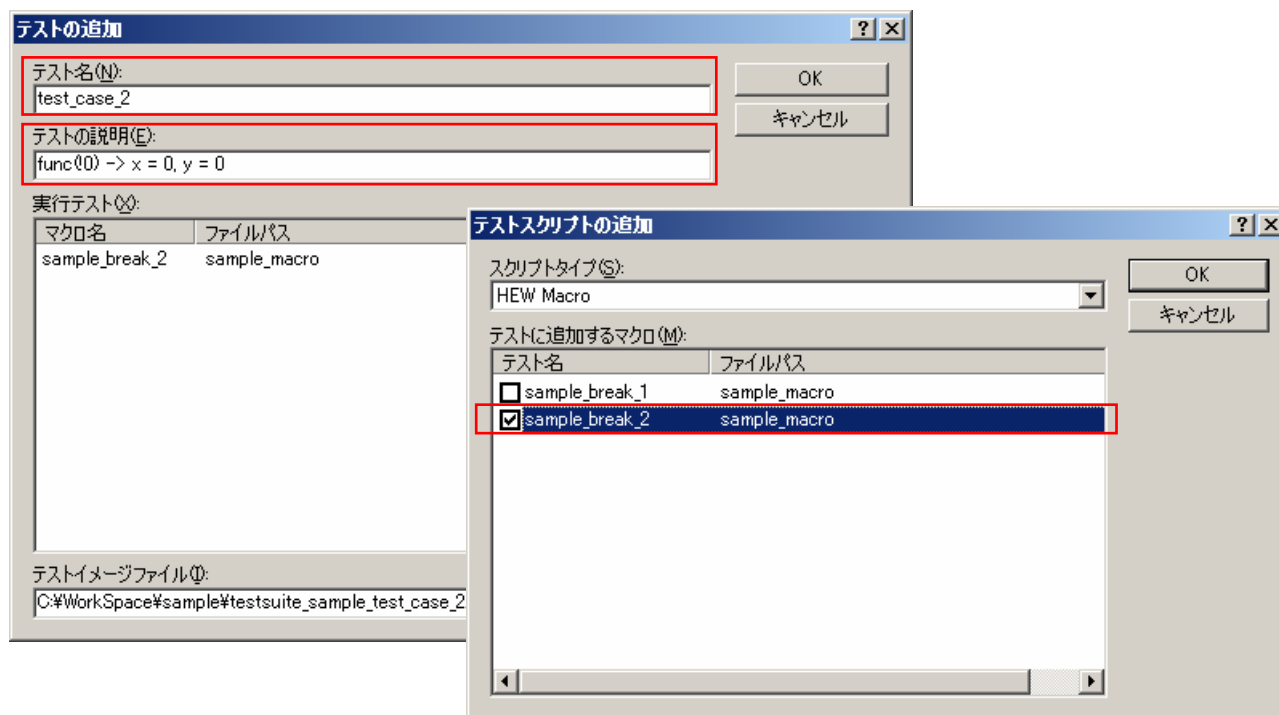 テストの追加
テスト名(N):
test_case_2
OK
キャンセル
テストの説明(E):
func(10) -> x = 0, y = 0
実行テスト(X):
マクロ名 ファイルパス
sample_break_2 sample_macro
テストイメージファイル(I):
C:¥WorkSpace¥sample¥testsuite_sample_test_case_2
テストスクリプトの追加
スクリプトタイプ(S):
HEW Macro
OK
キャンセル
テストに追加するマクロ(M):
テスト名 ファイルパス
sample_break_1 sample_macro
sample_break_2 sample_macro